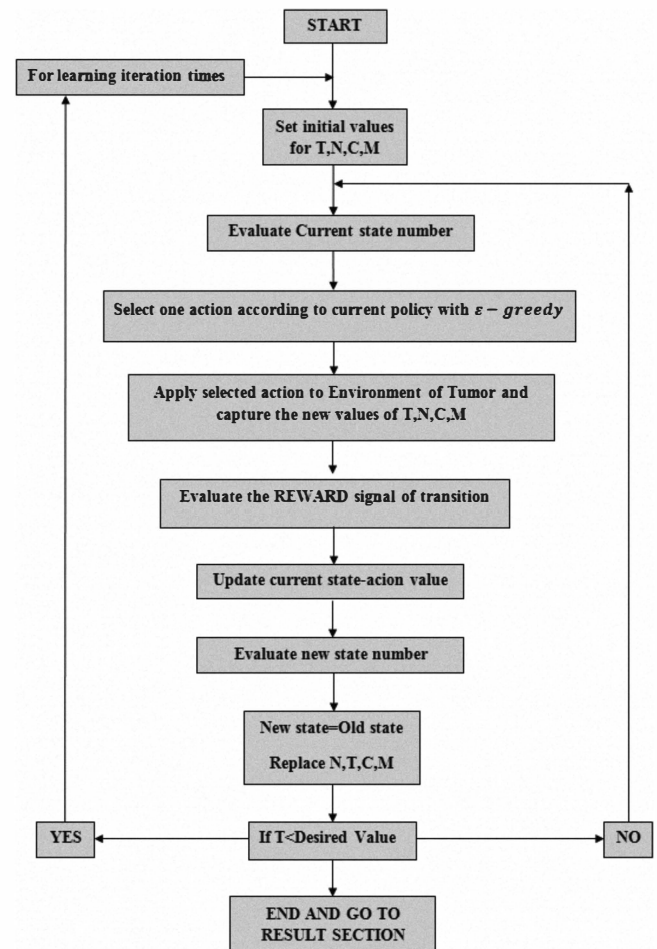 START
For learning iteration times
Set initial values
for T,N,C,M
Evaluate Current state number
Select one action according to current policy with ε − greedy
Apply selected action to Environment of Tumor and
capture the new values of T,N,C,M
Evaluate the REWARD signal of transition
Update current state-acion value
Evaluate new state number
New state=Old state
Replace N,T,C,M
YES
If T<Desired Value
NO
END AND GO TO
RESULT SECTION